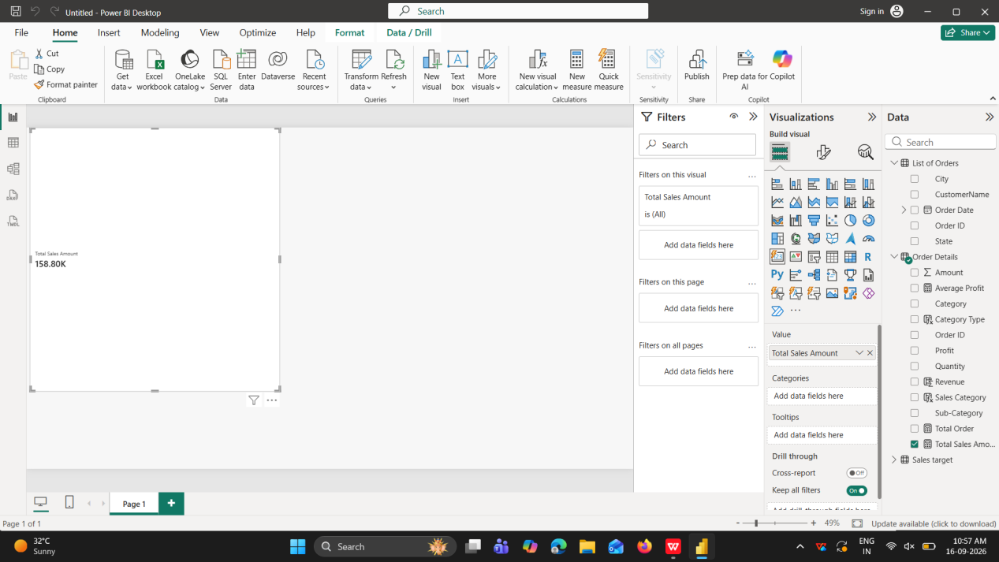 Untitled - Power BI Desktop
Search
Sign in
File Home Insert Modeling View Optimize Help Format Data / Drill
Share
Paste
Cut
Copy
Format painter
Clipboard
Get data
Excel workbook
OneLake catalog
SQL Server
Enter data
Dataverse
Recent sources
Data
Transform data
Refresh
Queries
New visual
Text box
More visuals
Insert
New visual calculation
New measure
Quick measure
Calculations
Sensitivity
Sensitivity
Publish
Share
Prep data for AI
Copilot
Copilot
DAX
TMDL
Total Sales Amount
158.80K
Filters
Search
Filters on this visual
Total Sales Amount
is (All)
Add data fields here
Filters on this page
Add data fields here
Filters on all pages
Add data fields here
Visualizations
Build visual
123
R
Py
Value
Total Sales Amount
Categories
Add data fields here
Tooltips
Add data fields here
Drill through
Cross-report
Off
Keep all filters
On
Add drill-through fields here
Data
Search
List of Orders
City
CustomerName
Order Date
Order ID
State
Order Details
Amount
Average Profit
Category
Category Type
Order ID
Profit
Quantity
Revenue
Sales Category
Sub-Category
Total Order
Total Sales Amo...
Sales target
Page 1
Page 1 of 1
49%
Update available (click to download)
32°C
Sunny
Search
ENG
IN
10:57 AM
16-09-2026